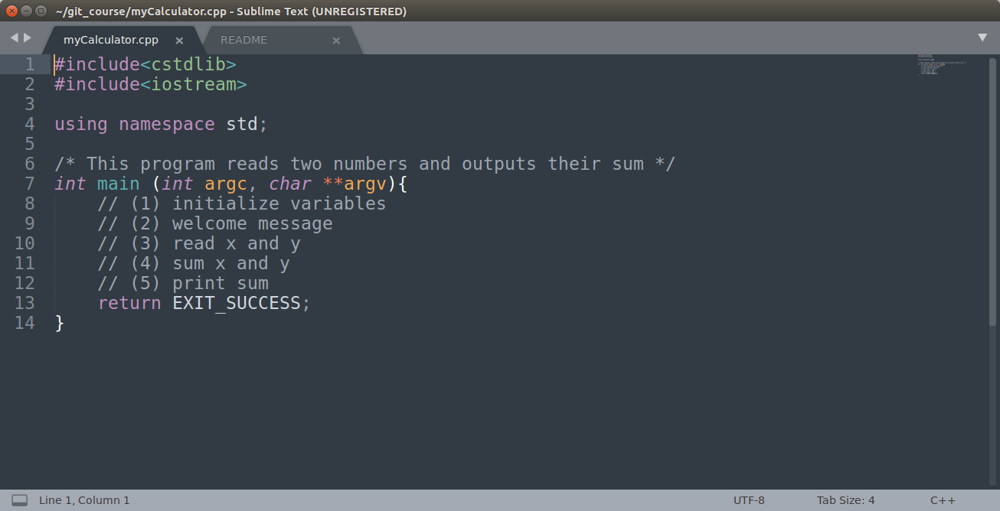 ~/git_course/myCalculator.cpp - Sublime Text (UNREGISTERED)
myCalculator.cpp × README ×
1 #include<cstdlib>
2 #include<iostream>
3
4 using namespace std;
5
6 /* This program reads two numbers and outputs their sum */
7 int main (int argc, char **argv){
8     // (1) initialize variables
9     // (2) welcome message
10     // (3) read x and y
11     // (4) sum x and y
12     // (5) print sum
13     return EXIT_SUCCESS;
14 }
Line 1, Column 1 UTF-8 Tab Size: 4 C++